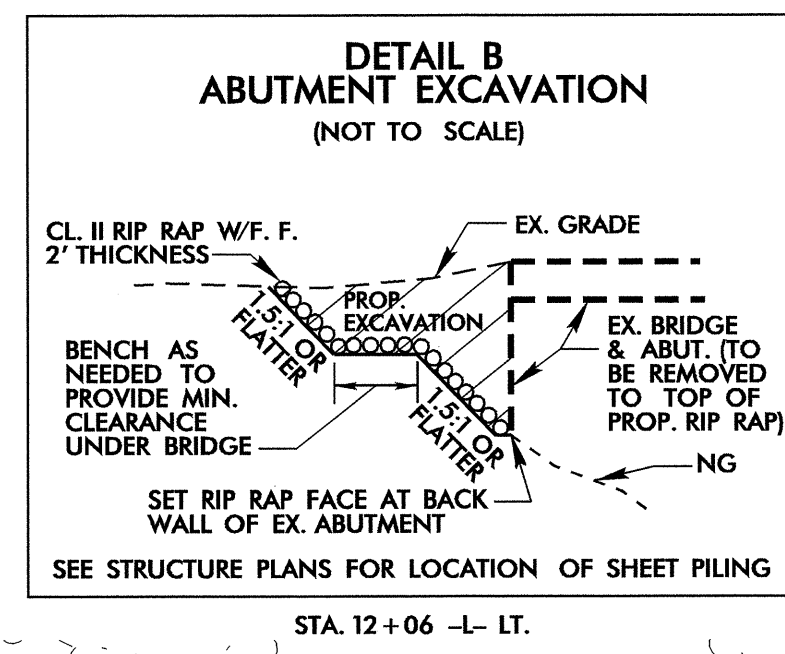 DETAIL B
ABUTMENT EXCAVATION
(NOT TO SCALE)
CL. II RIP RAP W/F. F.
2' THICKNESS
EX. GRADE
PROP.
EXCAVATION
1.5:1 OR
FLATTER
BENCH AS
NEEDED TO
PROVIDE MIN.
CLEARANCE
UNDER BRIDGE
EX. BRIDGE
& ABUT. (TO
BE REMOVED
TO TOP OF
PROP. RIP RAP)
1.5:1 OR
FLATTER
NG
SET RIP RAP FACE AT BACK
WALL OF EX. ABUTMENT
SEE STRUCTURE PLANS FOR LOCATION OF SHEET PILING
STA. 12+06 -L- LT.